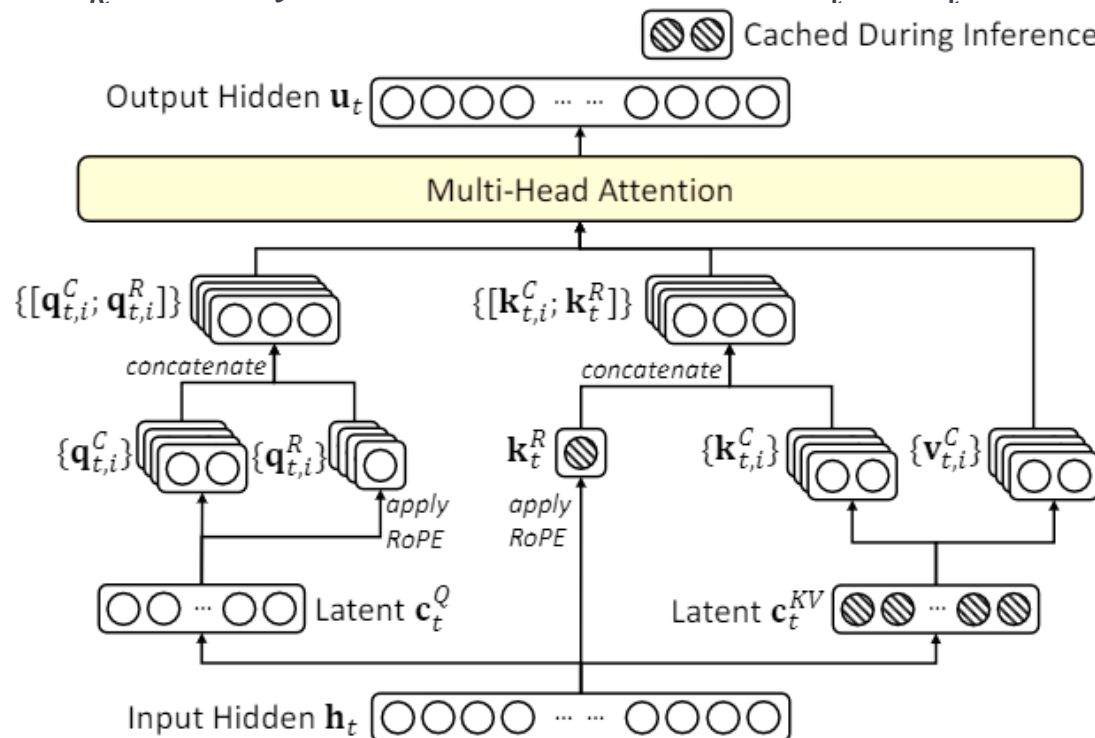 Cached During Inference
Output Hidden 𝐮_t
... ...
Multi-Head Attention
{[𝐪^C_{t,i}; 𝐪^R_{t,i}]}
{[𝐤^C_{t,i}; 𝐤^R_t]}
concatenate
concatenate
{𝐪^C_{t,i}}
{𝐪^R_{t,i}}
𝐤^R_t
{𝐤^C_{t,i}}
{𝐯^C_{t,i}}
apply
RoPE
apply
RoPE
...
Latent 𝐜^Q_t
Latent 𝐜^{KV}_t
...
Input Hidden 𝐡_t
... ...